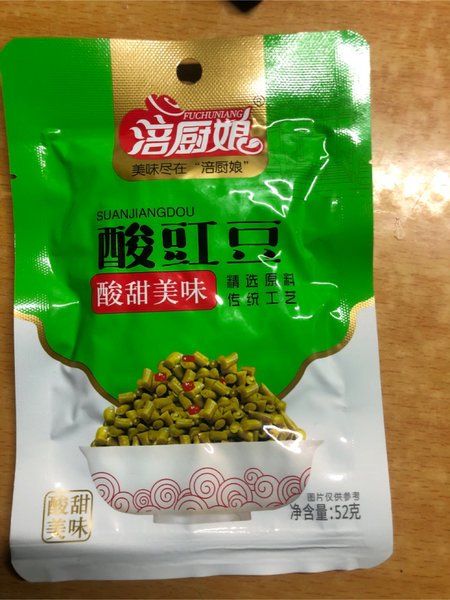 FUCHUNIANG
涪厨娘®
美味尽在“涪厨娘”
SUANJIANGDOU
酸豇豆
酸甜美味
精选原料
传统工艺
酸甜
美味
图片仅供参考
净含量:52克